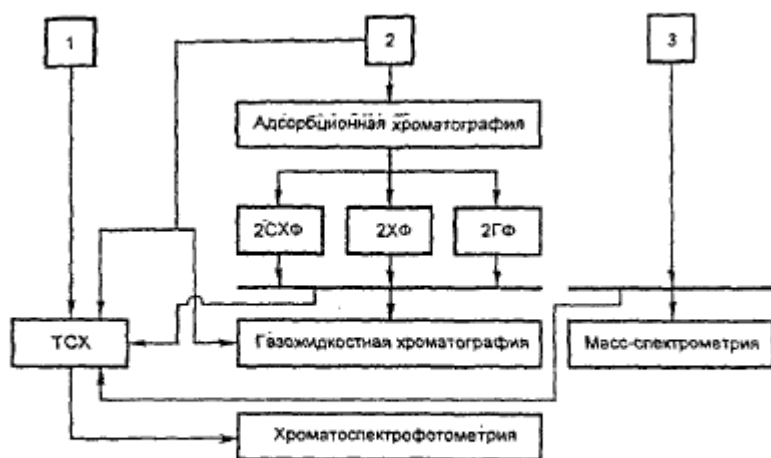 1
2
3
Адсорбционная хроматография
2СХФ
2ХФ
2ГФ
ТСХ
Газожидкостная хроматография
Масс-спектрометрия
Хроматоспектрофотометрия